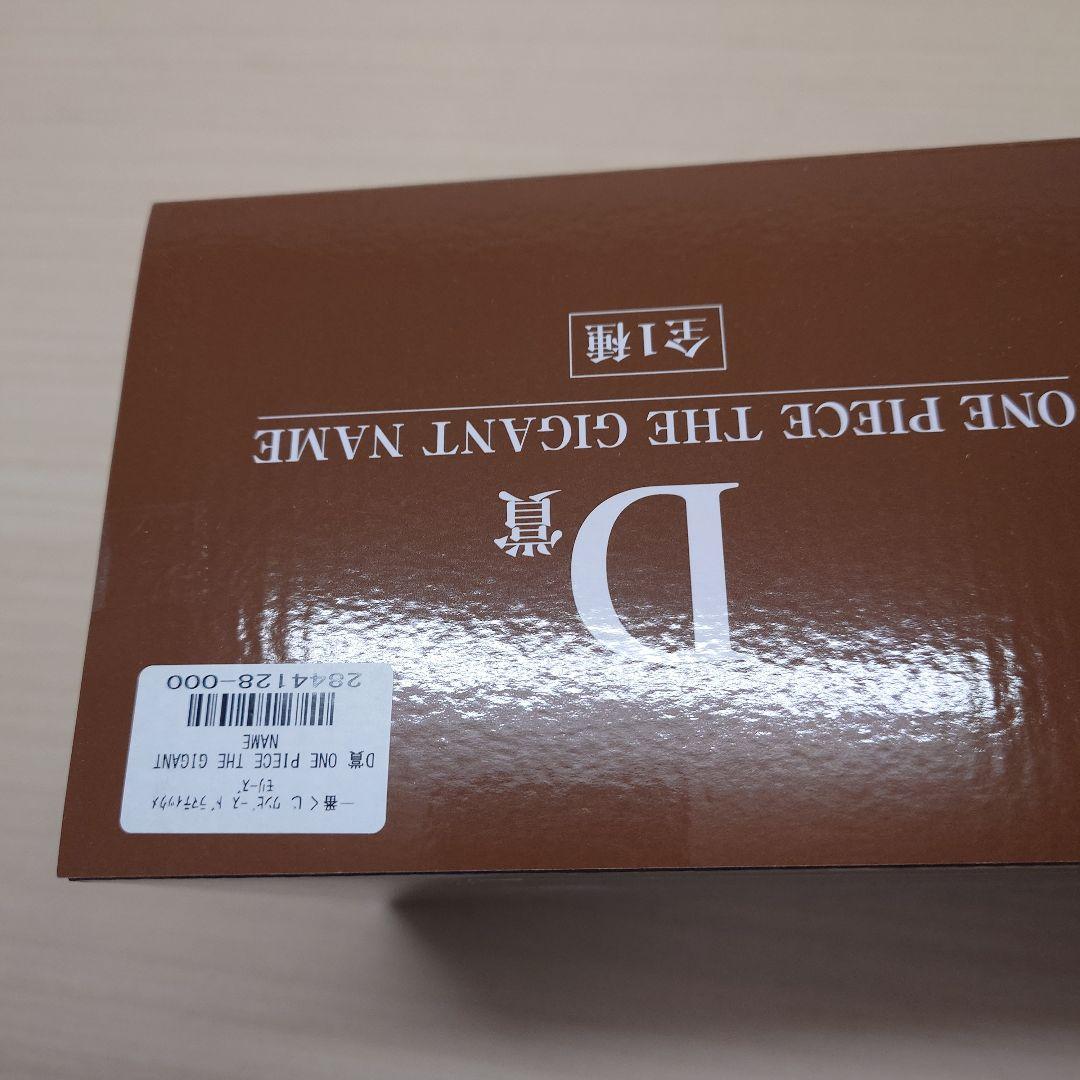 D賞
ONE PIECE THE GIGANT NAME
全1種
一番くじ ﾜﾝﾋﾟｰｽ ﾄﾞﾗﾏﾃｨｯｸﾒ
ﾓﾘｰｽﾞ
D賞 ONE PIECE THE GIGANT
NAME
2844128-000